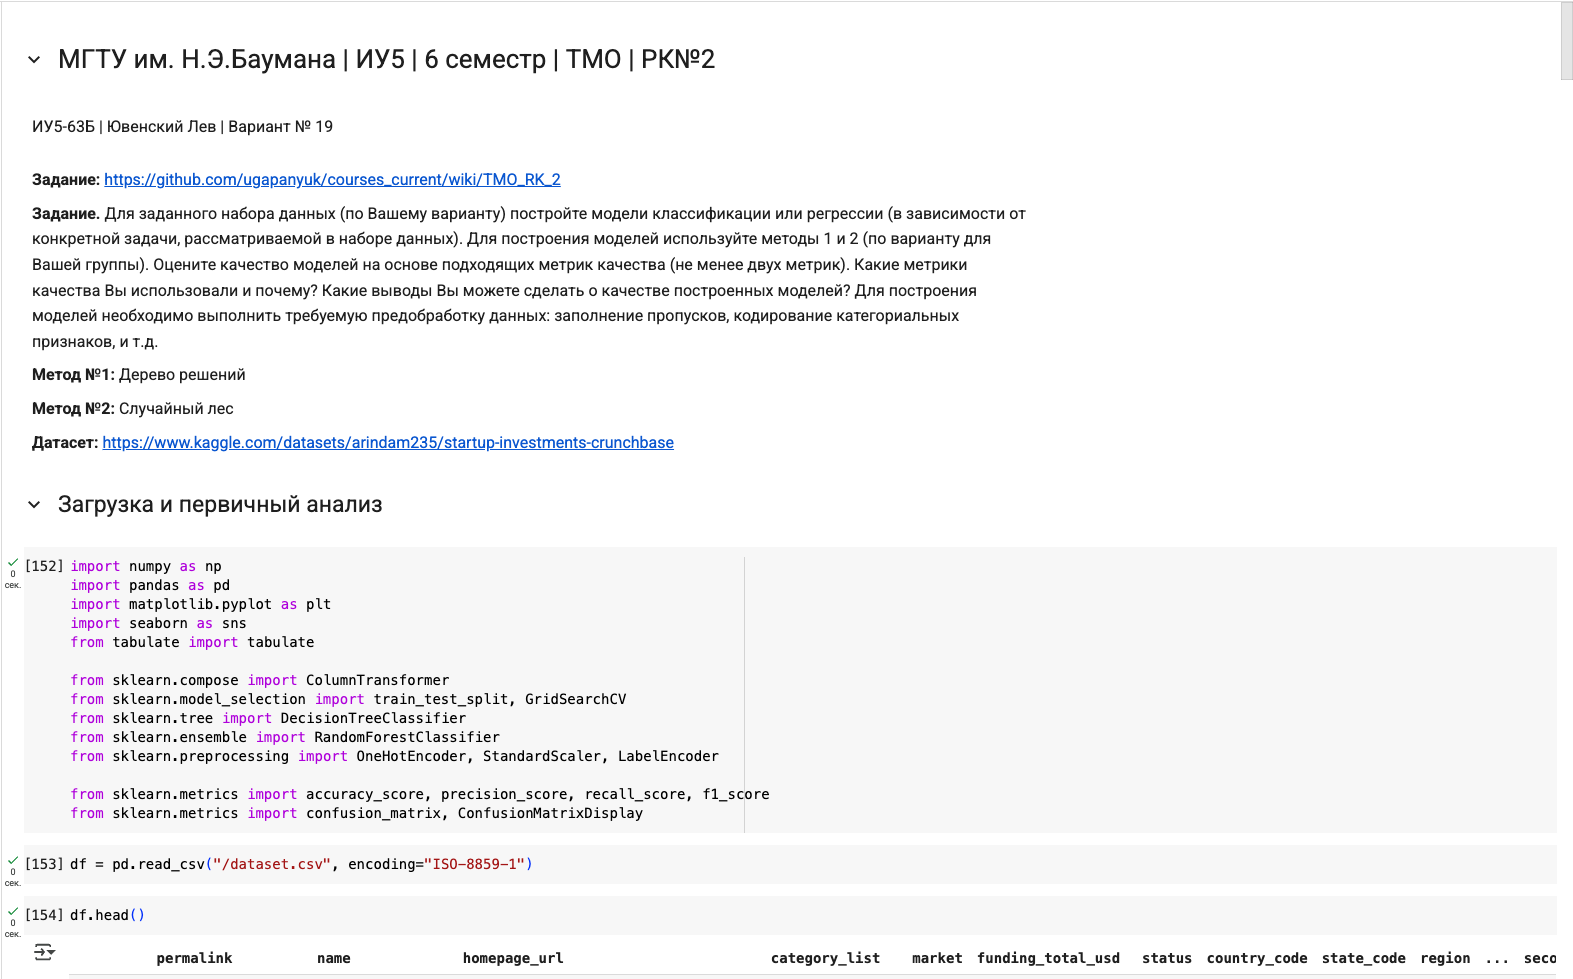 МГТУ им. Н.Э.Баумана | ИУ5 | 6 семестр | ТМО | РК№2
ИУ5-63Б | Ювенский Лев | Вариант № 19
Задание: https://github.com/ugapanyuk/courses_current/wiki/TMO_RK_2
Задание. Для заданного набора данных (по Вашему варианту) постройте модели классификации или регрессии (в зависимости от
конкретной задачи, рассматриваемой в наборе данных). Для построения моделей используйте методы 1 и 2 (по варианту для
Вашей группы). Оцените качество моделей на основе подходящих метрик качества (не менее двух метрик). Какие метрики
качества Вы использовали и почему? Какие выводы Вы можете сделать о качестве построенных моделей? Для построения
моделей необходимо выполнить требуемую предобработку данных: заполнение пропусков, кодирование категориальных
признаков, и т.д.
Метод №1: Дерево решений
Метод №2: Случайный лес
Датасет: https://www.kaggle.com/datasets/arindam235/startup-investments-crunchbase
Загрузка и первичный анализ
0
сек.
[152] import numpy as np
import pandas as pd
import matplotlib.pyplot as plt
import seaborn as sns
from tabulate import tabulate
from sklearn.compose import ColumnTransformer
from sklearn.model_selection import train_test_split, GridSearchCV
from sklearn.tree import DecisionTreeClassifier
from sklearn.ensemble import RandomForestClassifier
from sklearn.preprocessing import OneHotEncoder, StandardScaler, LabelEncoder
from sklearn.metrics import accuracy_score, precision_score, recall_score, f1_score
from sklearn.metrics import confusion_matrix, ConfusionMatrixDisplay
0
сек.
[153] df = pd.read_csv("/dataset.csv", encoding="ISO-8859-1")
0
сек.
[154] df.head()
permalink name homepage_url category_list market funding_total_usd status country_code state_code region ... seco